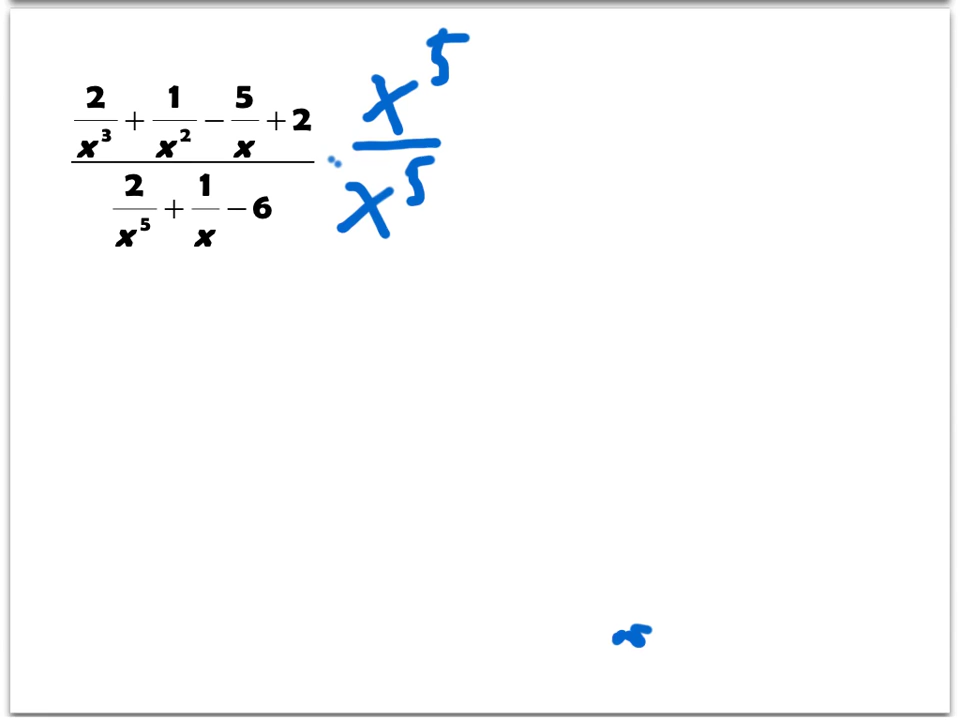 2/x³ + 1/x² − 5/x + 2
2/x⁵ + 1/x − 6
· x⁵
x⁵